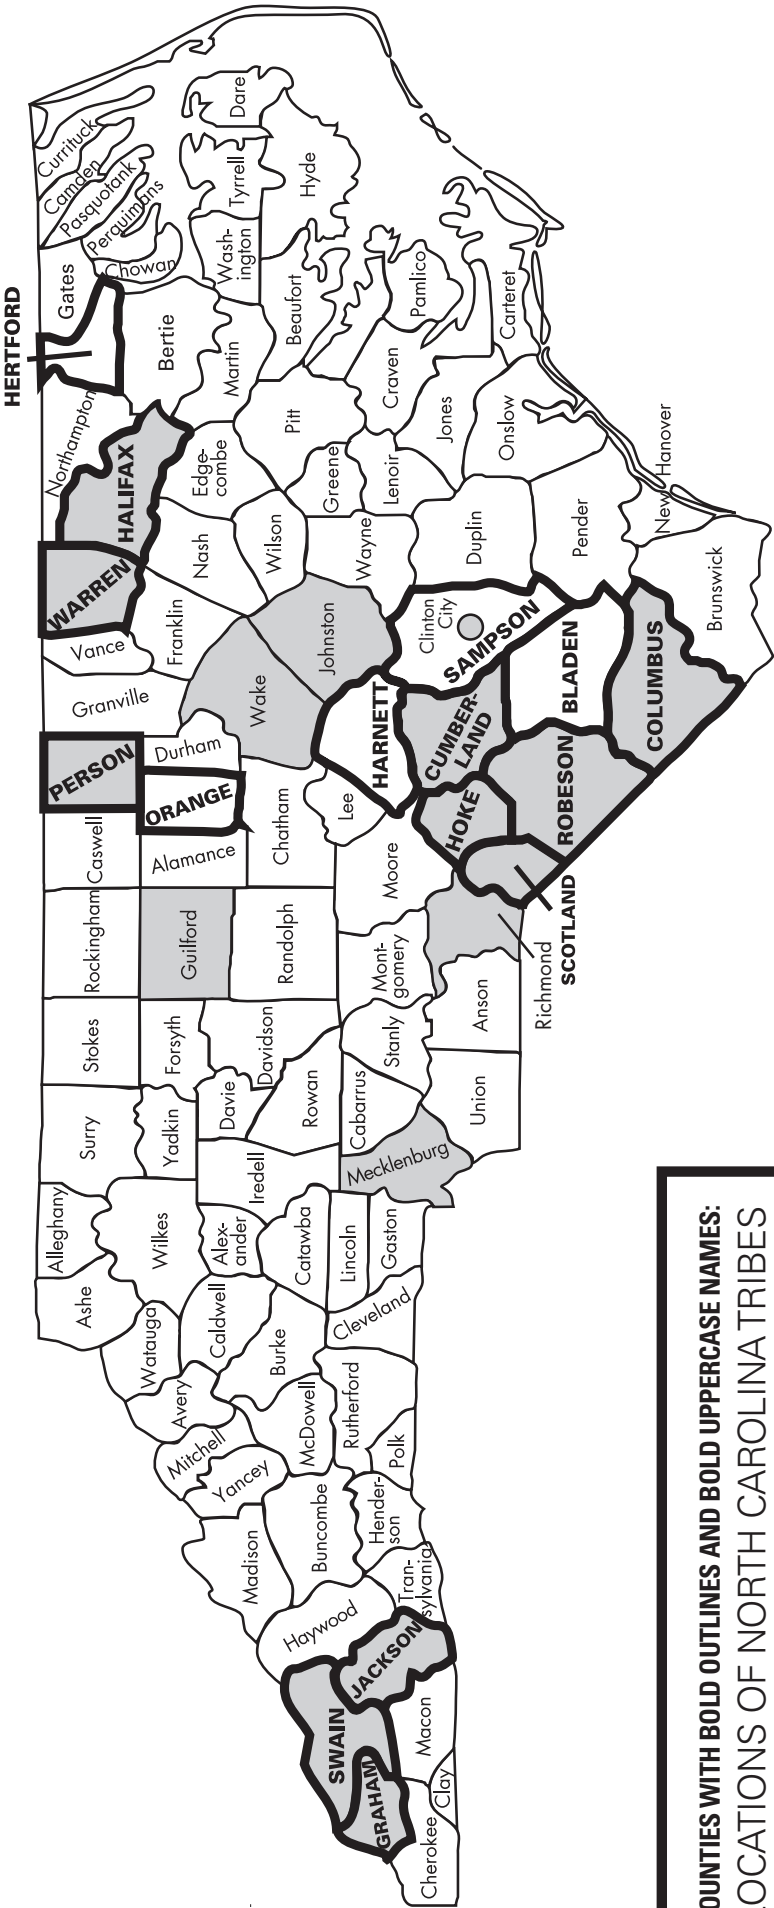 HERTFORD
Currituck
Camden
Pasquotank
Perquimans
Chowan
Gates
Dare
Tyrrell
Hyde
Wash-
ington
Beaufort
Pamlico
Carteret
Bertie
Martin
Craven
Jones
Onslow
Northampton
HALIFAX
Edge-
combe
Pitt
Greene
Lenoir
New Hanover
WARREN
Nash
Wilson
Wayne
Duplin
Pender
Brunswick
Vance
Franklin
Johnston
Clinton
City
SAMPSON
BLADEN
COLUMBUS
Granville
Wake
HARNETT
CUMBER-
LAND
PERSON
Durham
ORANGE
Lee
HOKE
ROBESON
SCOTLAND
Caswell
Alamance
Chatham
Moore
Richmond
Rockingham
Guilford
Randolph
Mont-
gomery
Anson
Stokes
Forsyth
Davidson
Stanly
Union
Surry
Yadkin
Davie
Rowan
Cabarrus
Mecklenburg
Alleghany
Wilkes
Iredell
Alex-
ander
Catawba
Lincoln
Gaston
Ashe
Watauga
Caldwell
Burke
Cleveland
Avery
Mitchell
Yancey
McDowell
Rutherford
Polk
Madison
Buncombe
Hender-
son
Haywood
Tran-
sylvania
JACKSON
SWAIN
GRAHAM
Macon
Clay
Cherokee
OUNTIES WITH BOLD OUTLINES AND BOLD UPPERCASE NAMES:
OCATIONS OF NORTH CAROLINA TRIBES